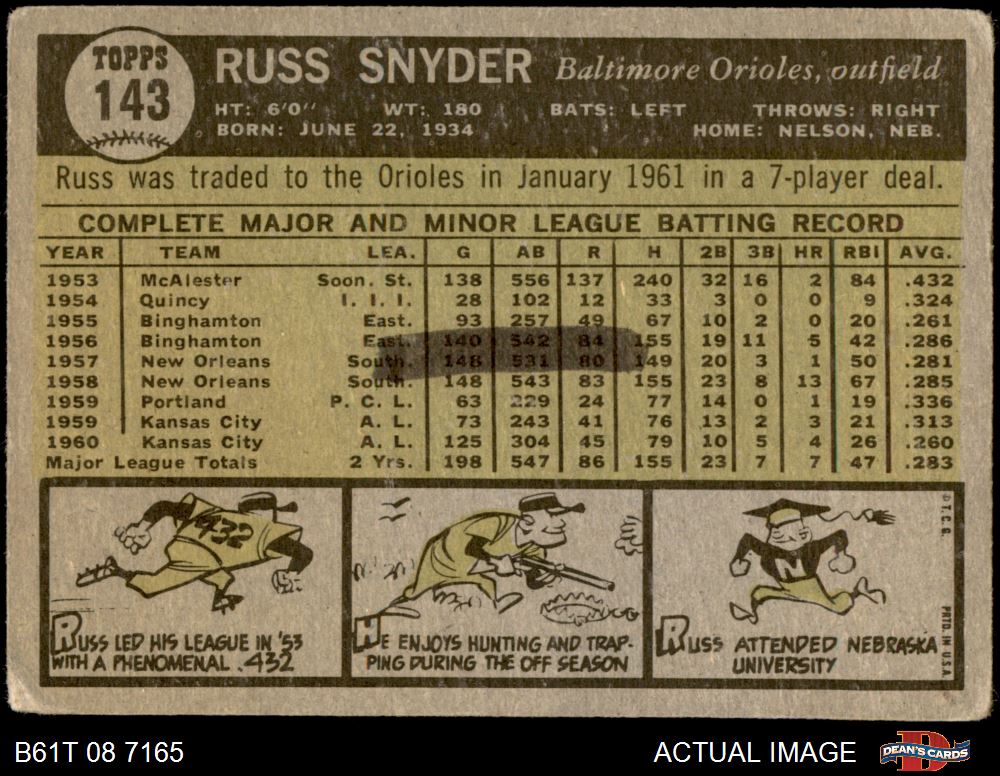 TOPPS
143
RUSS SNYDER Baltimore Orioles, outfield
HT: 6'0" WT: 180 BATS: LEFT THROWS: RIGHT
BORN: JUNE 22, 1934 HOME: NELSON, NEB.
Russ was traded to the Orioles in January 1961 in a 7-player deal.
COMPLETE MAJOR AND MINOR LEAGUE BATTING RECORD
YEAR TEAM LEA. G AB R H 2B 3B HR RBI AVG.
1953 McAlester Soon. St. 138 556 137 240 32 16 2 84 .432
1954 Quincy I. I. I. 28 102 12 33 3 0 0 9 .324
1955 Binghamton East. 93 257 49 67 10 2 0 20 .261
1956 Binghamton East. 140 542 84 155 19 11 5 42 .286
1957 New Orleans South. 148 531 80 149 20 3 1 50 .281
1958 New Orleans South. 148 543 83 155 23 8 13 67 .285
1959 Portland P. C. L. 63 229 24 77 14 0 1 19 .336
1959 Kansas City A. L. 73 243 41 76 13 2 3 21 .313
1960 Kansas City A. L. 125 304 45 79 10 5 4 26 .260
Major League Totals 2 Yrs. 198 547 86 155 23 7 7 47 .283
432
N
RUSS LED HIS LEAGUE IN '53
WITH A PHENOMENAL .432
HE ENJOYS HUNTING AND TRAP-
PING DURING THE OFF SEASON
RUSS ATTENDED NEBRASKA
UNIVERSITY
© T. C. G.
PRTD. IN U.S.A.
B61T 08 7165
ACTUAL IMAGE
DEAN'S CARDS